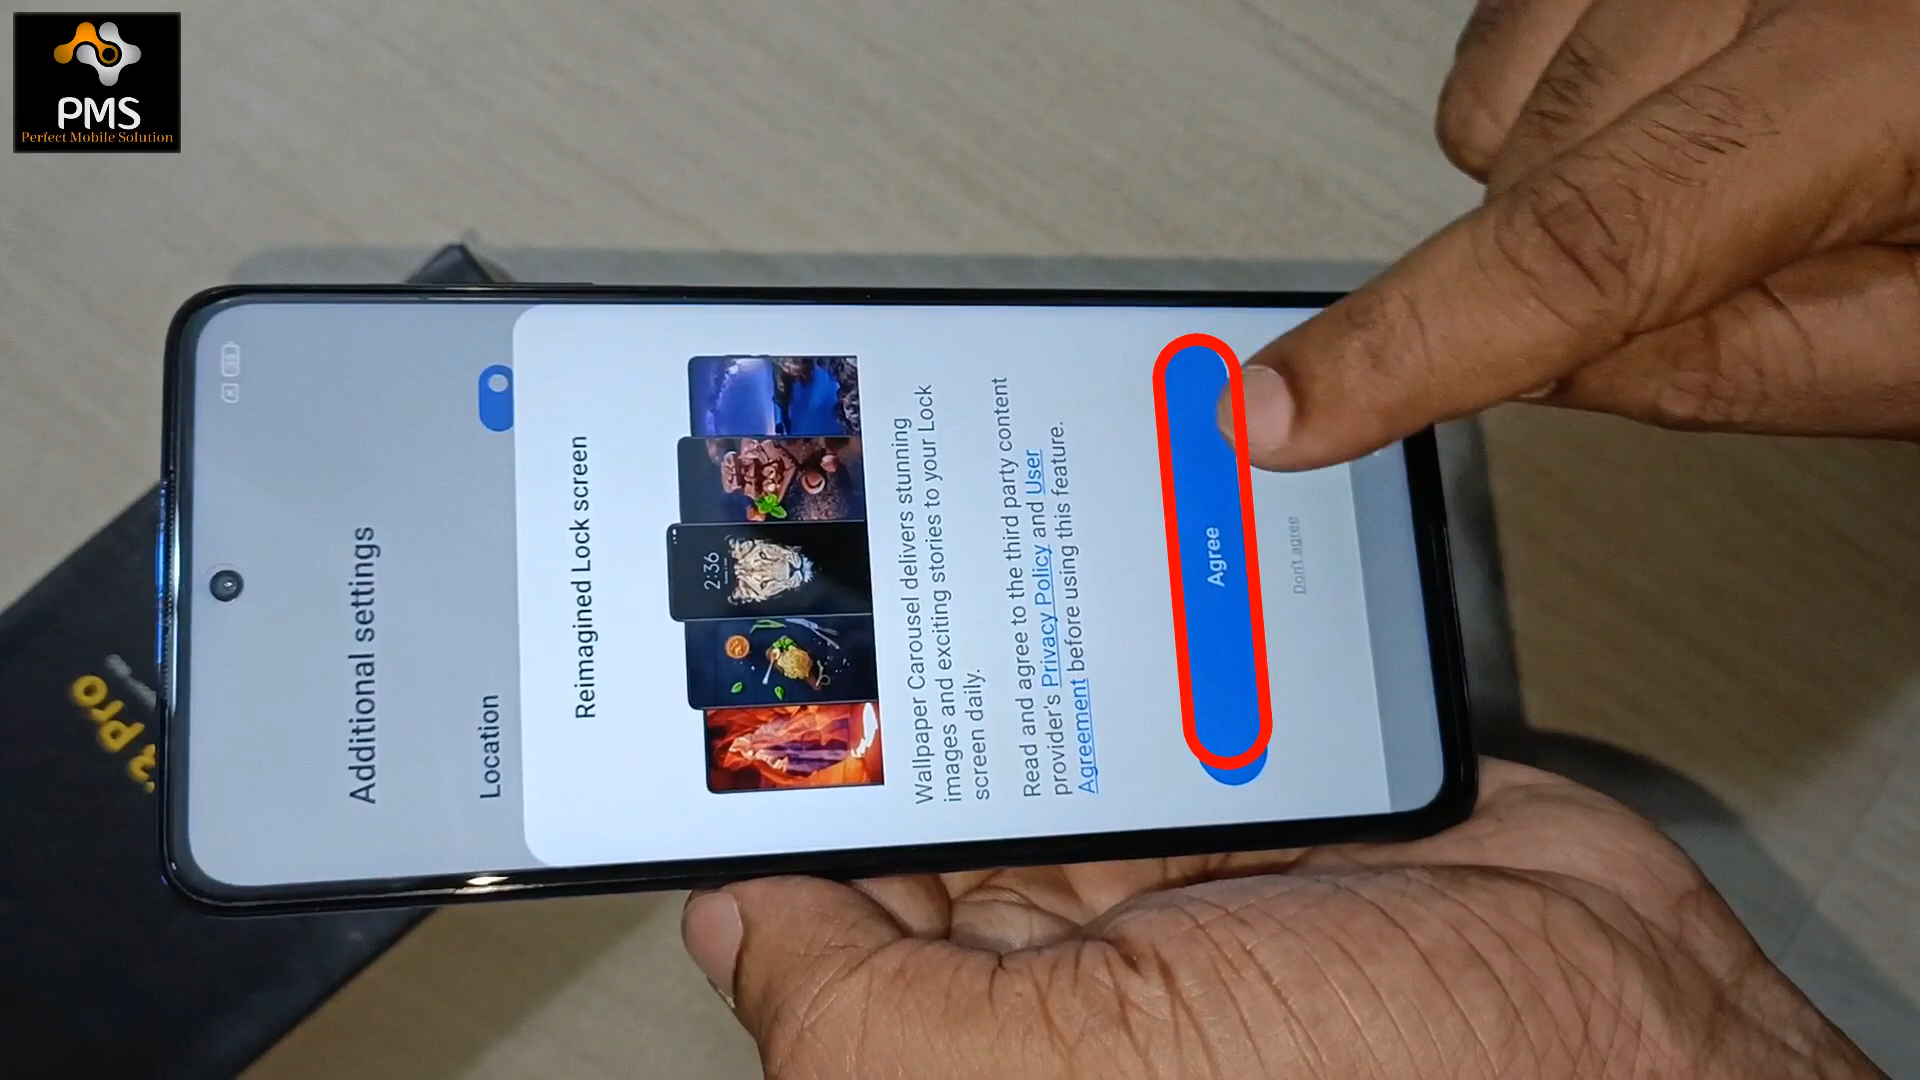 PMS
Perfect Mobile Solution
Additional settings
Location
Reimagined Lock screen
2:36
Wallpaper Carousel delivers stunning
images and exciting stories to your Lock
screen daily.
Read and agree to the third party content
provider's Privacy Policy and User
Agreement before using this feature.
Agree
Don't agree
Pro